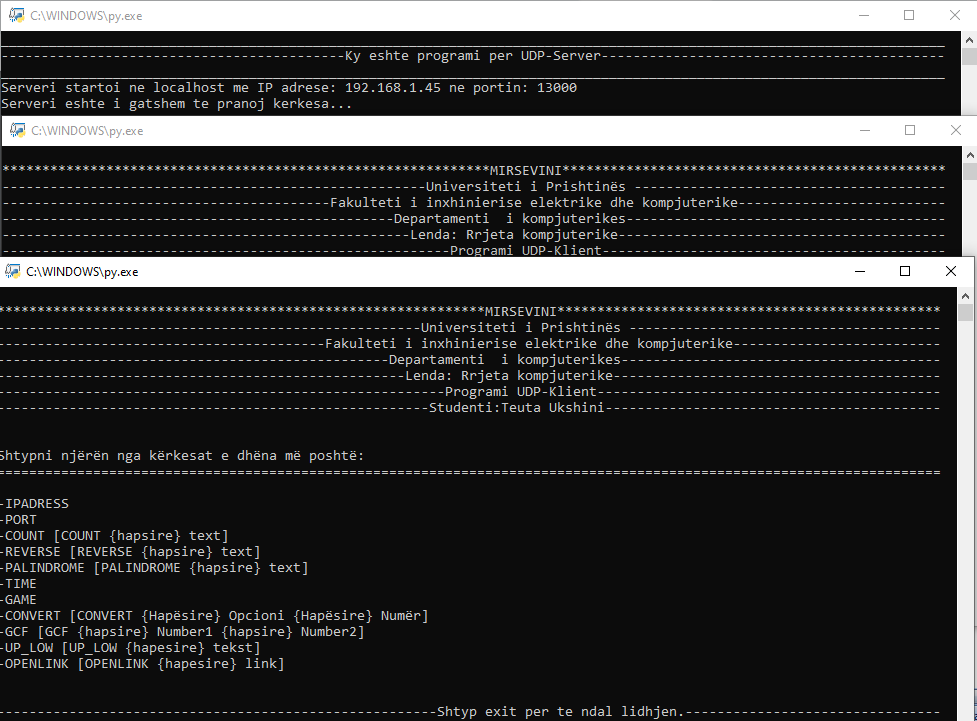 C:\WINDOWS\py.exe
--------------------------------------------Ky eshte programi per UDP-Server-------------------------------------------
Serveri startoi ne localhost me IP adrese: 192.168.1.45 ne portin: 13000
Serveri eshte i gatshem te pranoj kerkesa...
C:\WINDOWS\py.exe
*************************************************************MIRSEVINI************************************************
-----------------------------------------------------Universiteti i Prishtinës ---------------------------------------
-----------------------------------------Fakulteti i inxhinierise elektrike dhe kompjuterike--------------------------
-------------------------------------------------Departamenti  i kompjuterikes----------------------------------------
---------------------------------------------------Lenda: Rrjeta kompjuterike-----------------------------------------
--------------------------------------------------------Programi UDP-Klient-------------------------------------------
C:\WINDOWS\py.exe
*************************************************************MIRSEVINI************************************************
-----------------------------------------------------Universiteti i Prishtinës ---------------------------------------
-----------------------------------------Fakulteti i inxhinierise elektrike dhe kompjuterike--------------------------
-------------------------------------------------Departamenti  i kompjuterikes----------------------------------------
---------------------------------------------------Lenda: Rrjeta kompjuterike-----------------------------------------
--------------------------------------------------------Programi UDP-Klient-------------------------------------------
------------------------------------------------------Studenti:Teuta Ukshini------------------------------------------
Shtypni njërën nga kërkesat e dhëna më poshtë:
======================================================================================================================
-IPADRESS
-PORT
-COUNT [COUNT {hapsire} text]
-REVERSE [REVERSE {hapsire} text]
-PALINDROME [PALINDROME {hapsire} text]
-TIME
-GAME
-CONVERT [CONVERT {Hapësire} Opcioni {Hapësire} Numër]
-GCF [GCF {hapsire} Number1 {hapsire} Number2]
-UP_LOW [UP_LOW {hapesire} tekst]
-OPENLINK [OPENLINK {hapesire} link]
-------------------------------------------------------Shtyp exit per te ndal lidhjen.--------------------------------